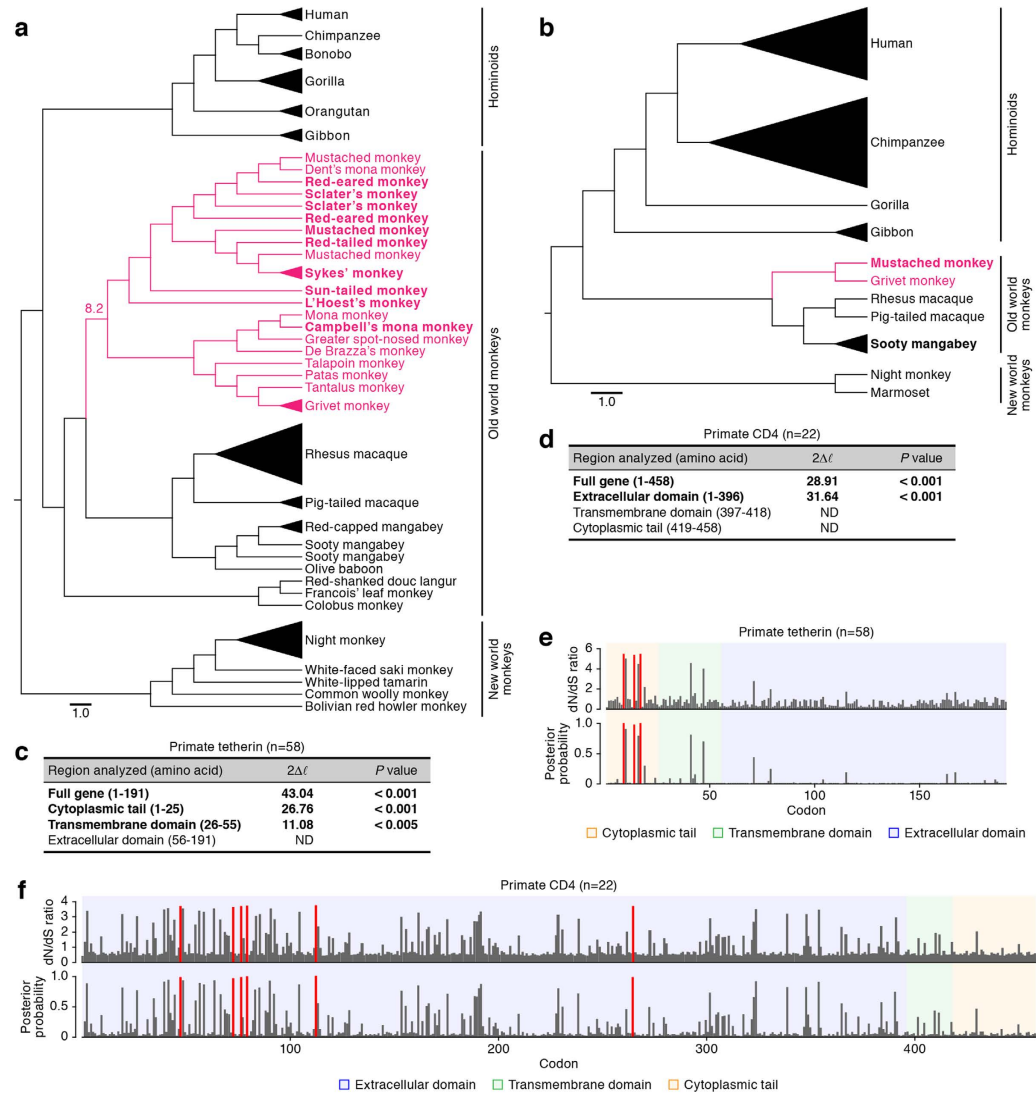 a
Human
Chimpanzee
Bonobo
Gorilla
Orangutan
Gibbon
Hominoids
Mustached monkey
Dent's mona monkey
Red-eared monkey
Sclater's monkey
Sclater's monkey
Red-eared monkey
Mustached monkey
Red-tailed monkey
Mustached monkey
Sykes' monkey
Sun-tailed monkey
L'Hoest's monkey
8.2
Mona monkey
Campbell's mona monkey
Greater spot-nosed monkey
De Brazza's monkey
Talapoin monkey
Patas monkey
Tantalus monkey
Grivet monkey
Rhesus macaque
Pig-tailed macaque
Red-capped mangabey
Sooty mangabey
Sooty mangabey
Olive baboon
Red-shanked douc langur
Francois' leaf monkey
Colobus monkey
Old world monkeys
Night monkey
White-faced saki monkey
White-lipped tamarin
Common woolly monkey
Bolivian red howler monkey
New world
monkeys
1.0
b
Human
Chimpanzee
Gorilla
Gibbon
Hominoids
Mustached monkey
Grivet monkey
Rhesus macaque
Pig-tailed macaque
Sooty mangabey
Old world
monkeys
Night monkey
Marmoset
New world
monkeys
1.0
c
Primate tetherin (n=58)
Region analyzed (amino acid) 2Δℓ P value
Full gene (1-191) 43.04 < 0.001
Cytoplasmic tail (1-25) 26.76 < 0.001
Transmembrane domain (26-55) 11.08 < 0.005
Extracellular domain (56-191) ND
d
Primate CD4 (n=22)
Region analyzed (amino acid) 2Δℓ P value
Full gene (1-458) 28.91 < 0.001
Extracellular domain (1-396) 31.64 < 0.001
Transmembrane domain (397-418) ND
Cytoplasmic tail (419-458) ND
e
Primate tetherin (n=58)
dN/dS ratio
6
4
2
0
Posterior
probability
1.0
0.5
0
50 100 150
Codon
Cytoplasmic tail Transmembrane domain Extracellular domain
f
Primate CD4 (n=22)
dN/dS ratio
4
3
2
1
0
Posterior
probability
1.0
0.5
0
100 200 300 400
Codon
Extracellular domain Transmembrane domain Cytoplasmic tail